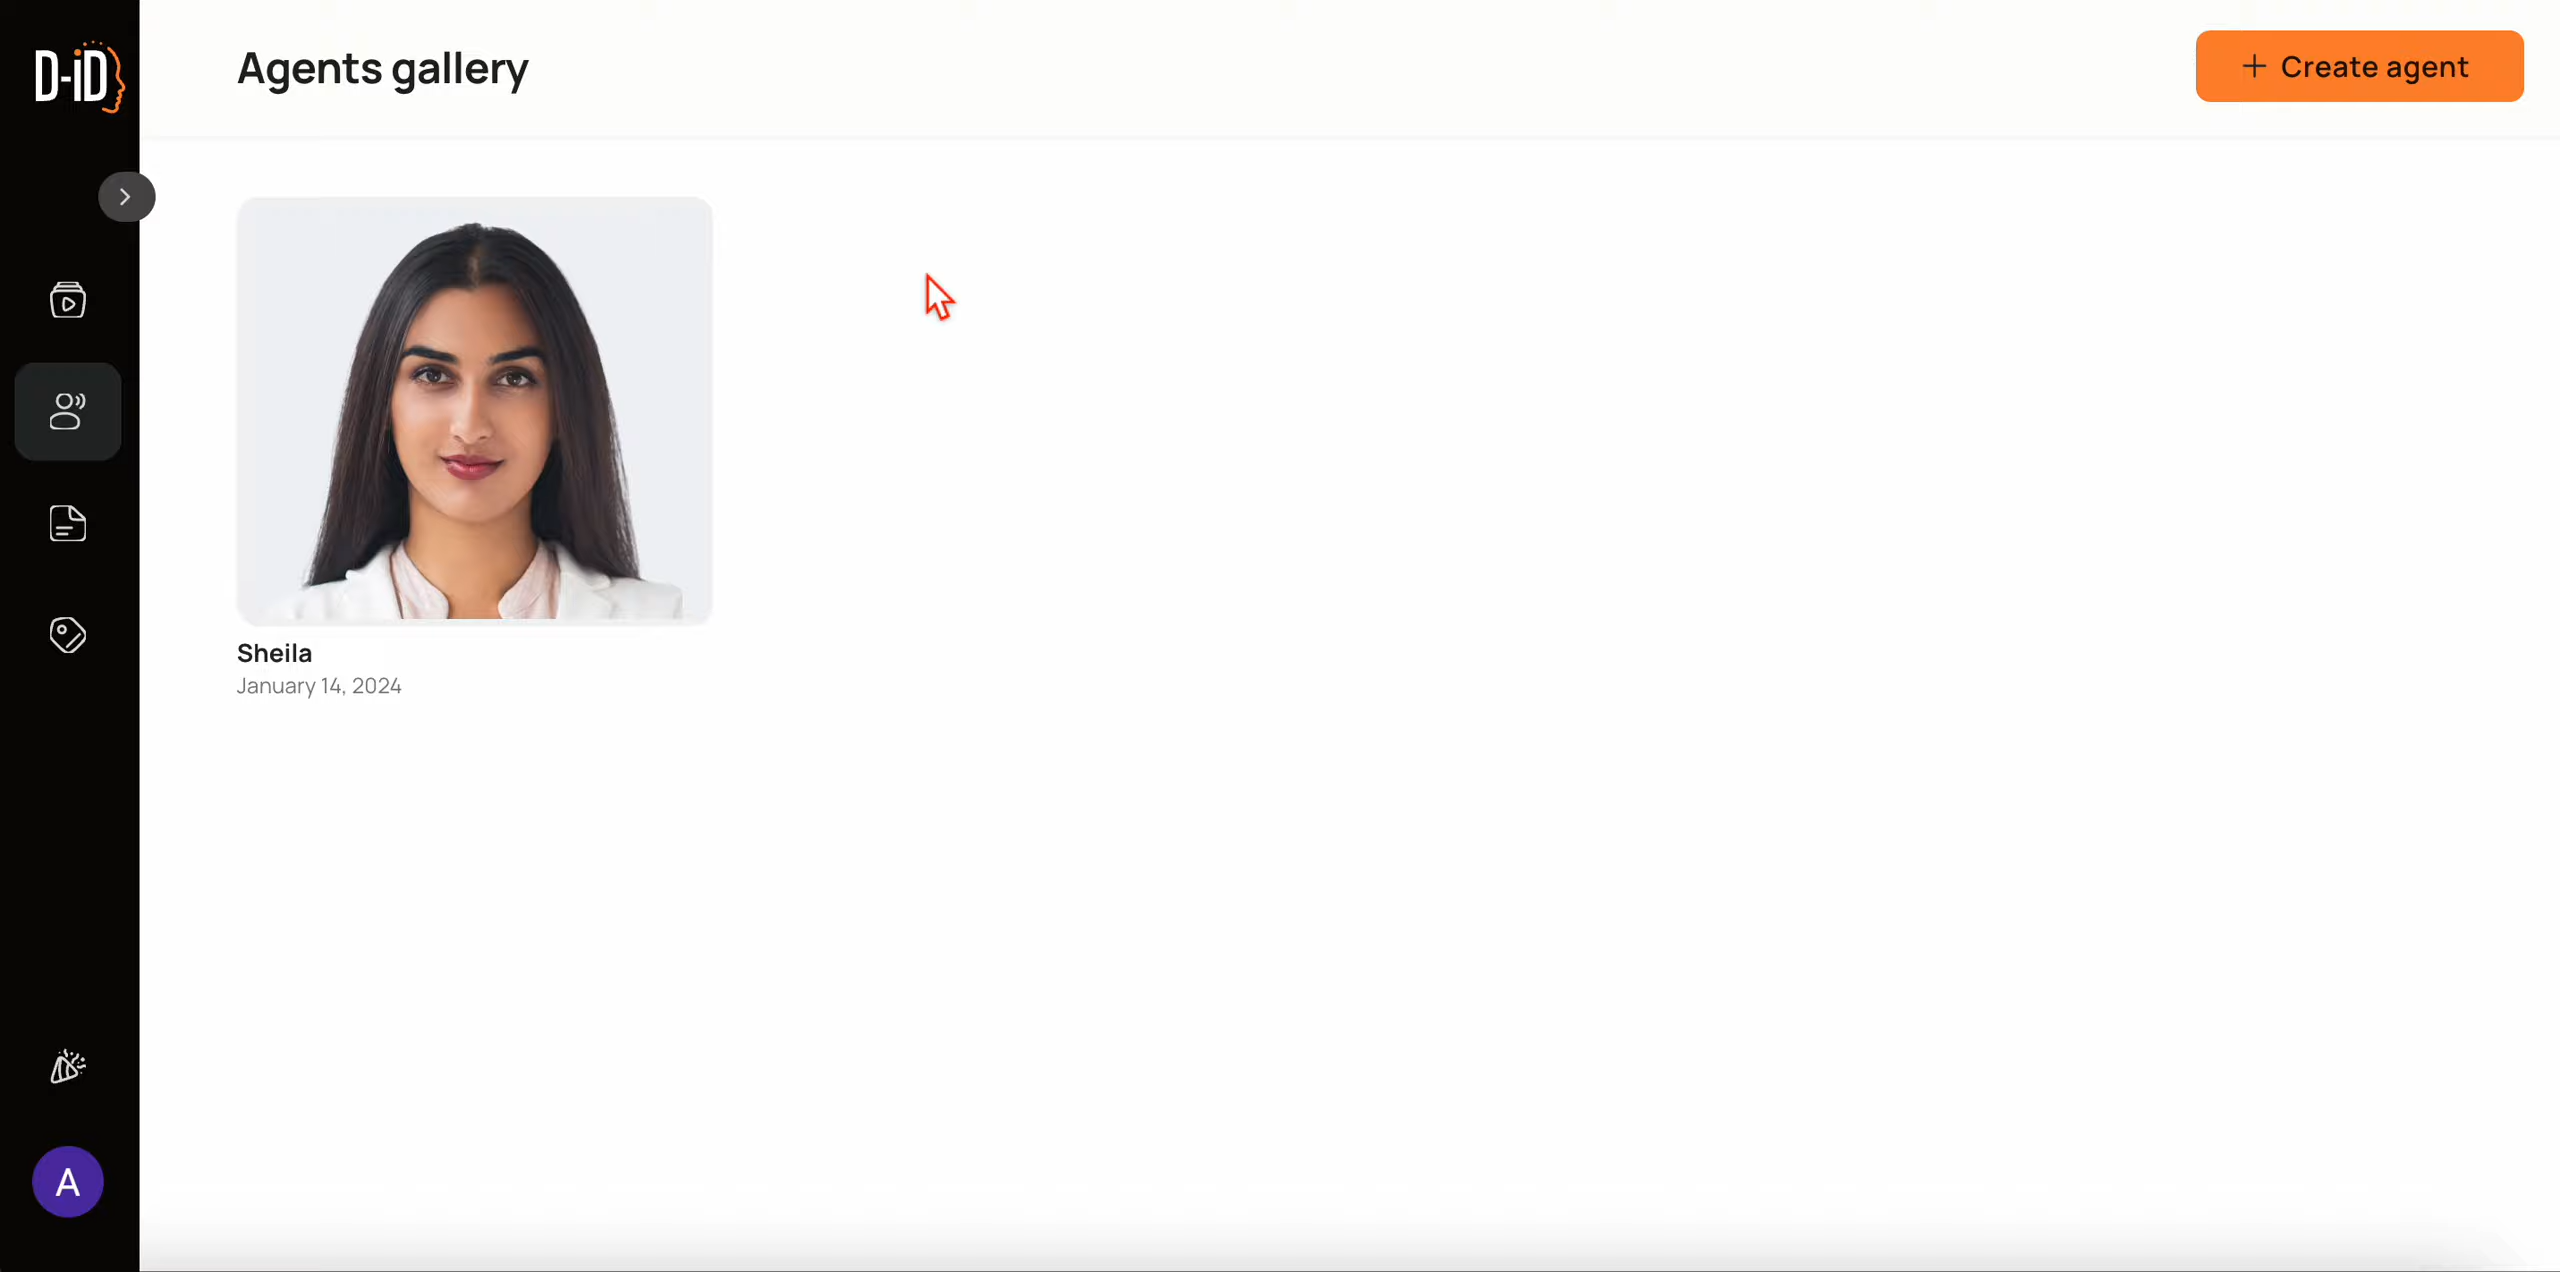 D-iD
Agents gallery
+ Create agent
Sheila
January 14, 2024
A